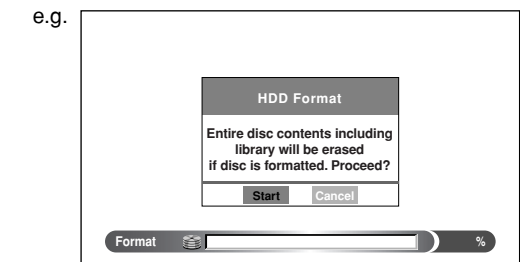 e.g.
HDD Format
Entire disc contents including
library will be erased
if disc is formatted. Proceed?
Start Cancel
Format %